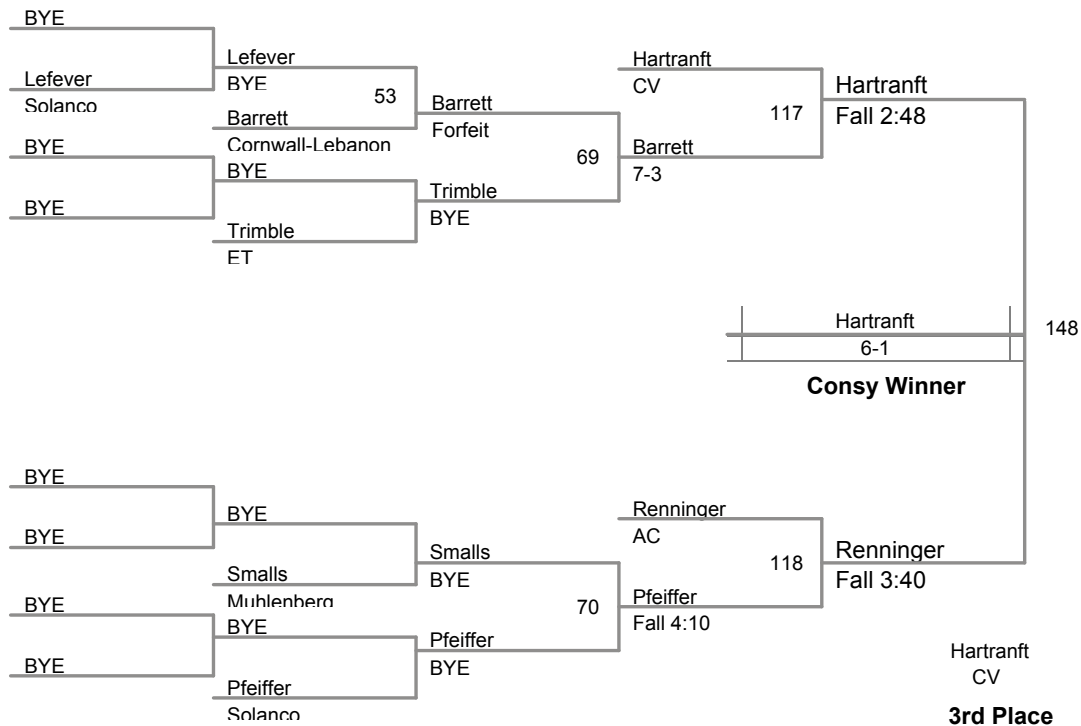 BYE
Lefever
Solanco
BYE
BYE
Lefever
BYE
53
Barrett
Cornwall-Lebanon
BYE
Trimble
ET
Barrett
Forfeit
69
Trimble
BYE
Hartranft
CV
117
Barrett
7-3
Hartranft
Fall 2:48
Hartranft
6-1
148
Consy Winner
BYE
BYE
BYE
BYE
BYE
Smalls
Muhlenberg
BYE
Pfeiffer
Solanco
Smalls
BYE
70
Pfeiffer
BYE
Renninger
AC
118
Pfeiffer
Fall 4:10
Renninger
Fall 3:40
Hartranft
CV
3rd Place